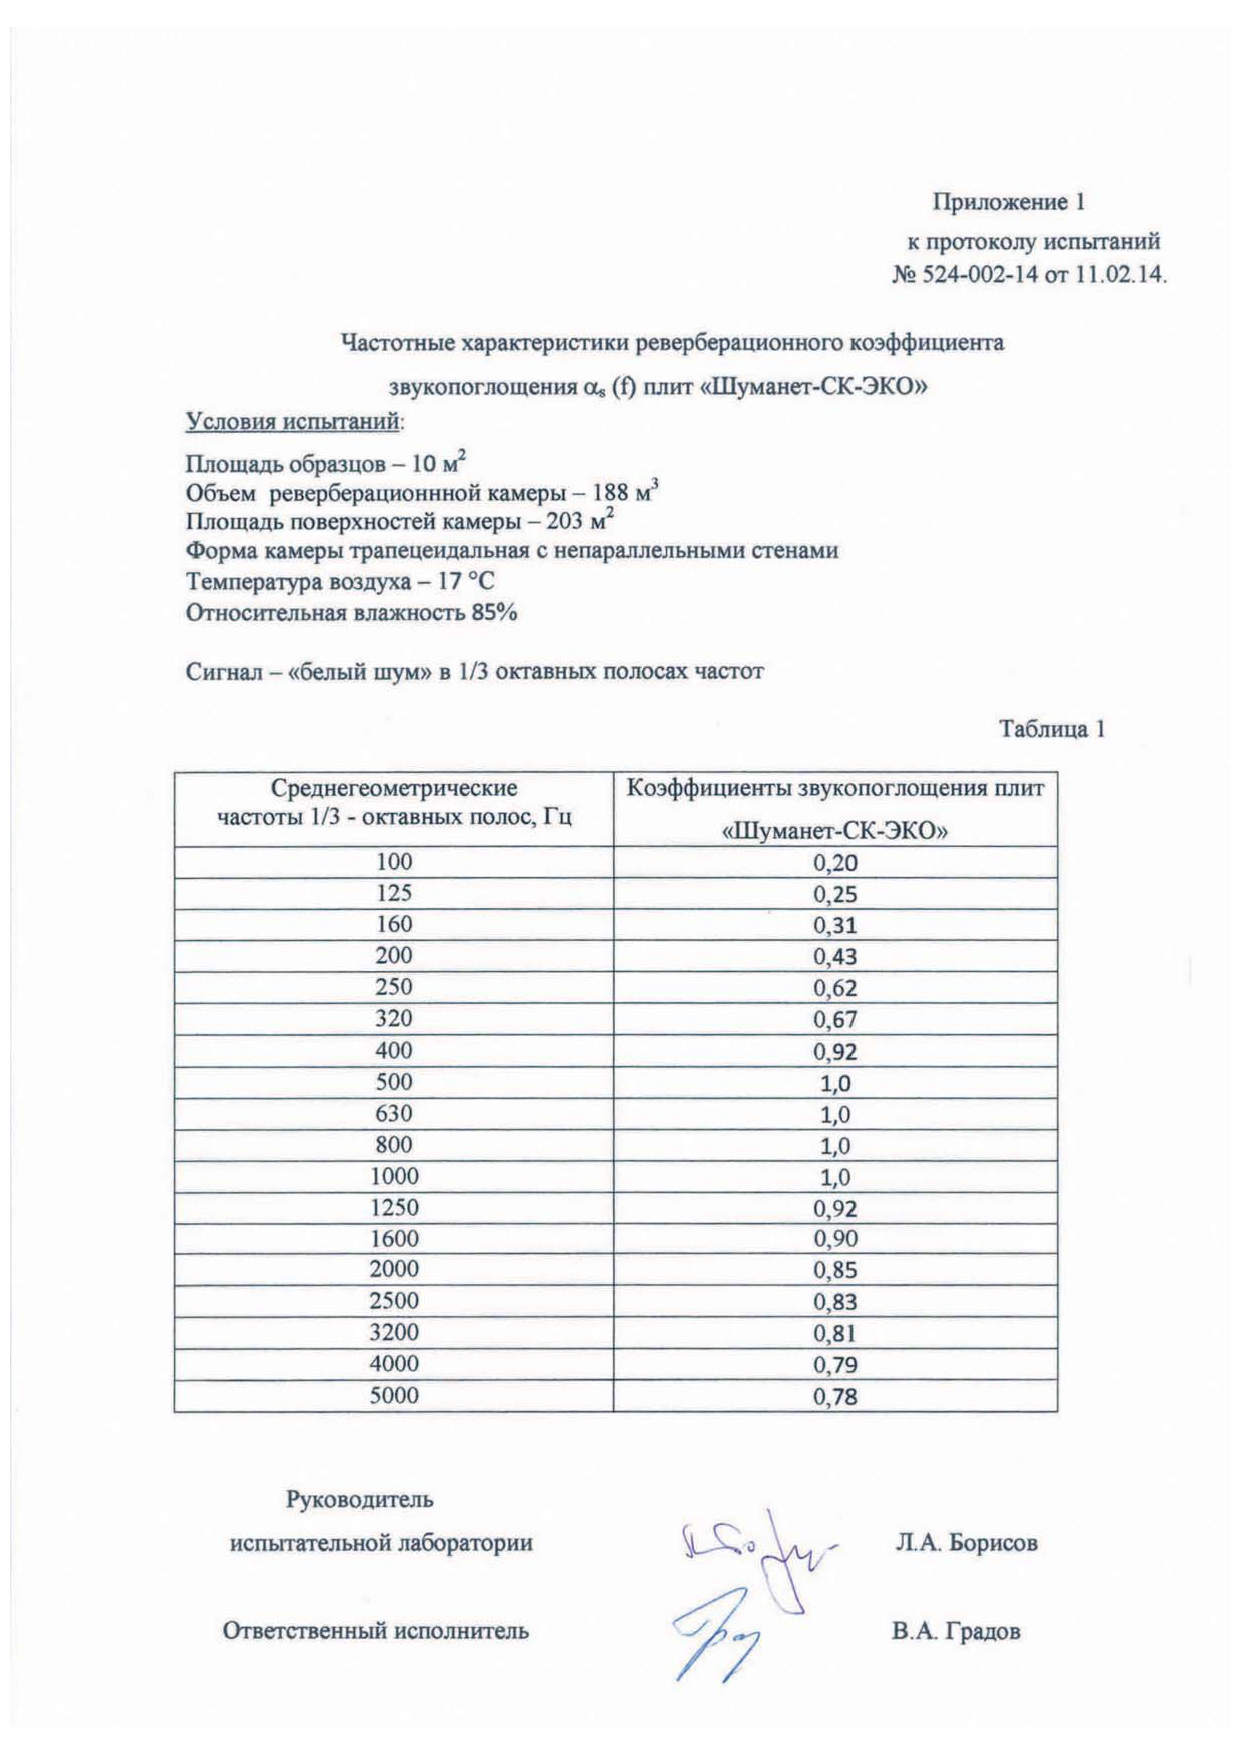 Приложение 1
к протоколу испытаний
№ 524-002-14 от 11.02.14.
Частотные характеристики реверберационного коэффициента
звукопоглощения αs (f) плит «Шуманет-СК-ЭКО»
Условия испытаний:
Площадь образцов – 10 м²
Объем реверберационнной камеры – 188 м³
Площадь поверхностей камеры – 203 м²
Форма камеры трапецеидальная с непараллельными стенами
Температура воздуха – 17 °С
Относительная влажность 85%
Сигнал – «белый шум» в 1/3 октавных полосах частот
Таблица 1
Среднегеометрические
частоты 1/3 - октавных полос, Гц
Коэффициенты звукопоглощения плит
«Шуманет-СК-ЭКО»
100 0,20
125 0,25
160 0,31
200 0,43
250 0,62
320 0,67
400 0,92
500 1,0
630 1,0
800 1,0
1000 1,0
1250 0,92
1600 0,90
2000 0,85
2500 0,83
3200 0,81
4000 0,79
5000 0,78
Руководитель
испытательной лаборатории Л.А. Борисов
Ответственный исполнитель В.А. Градов